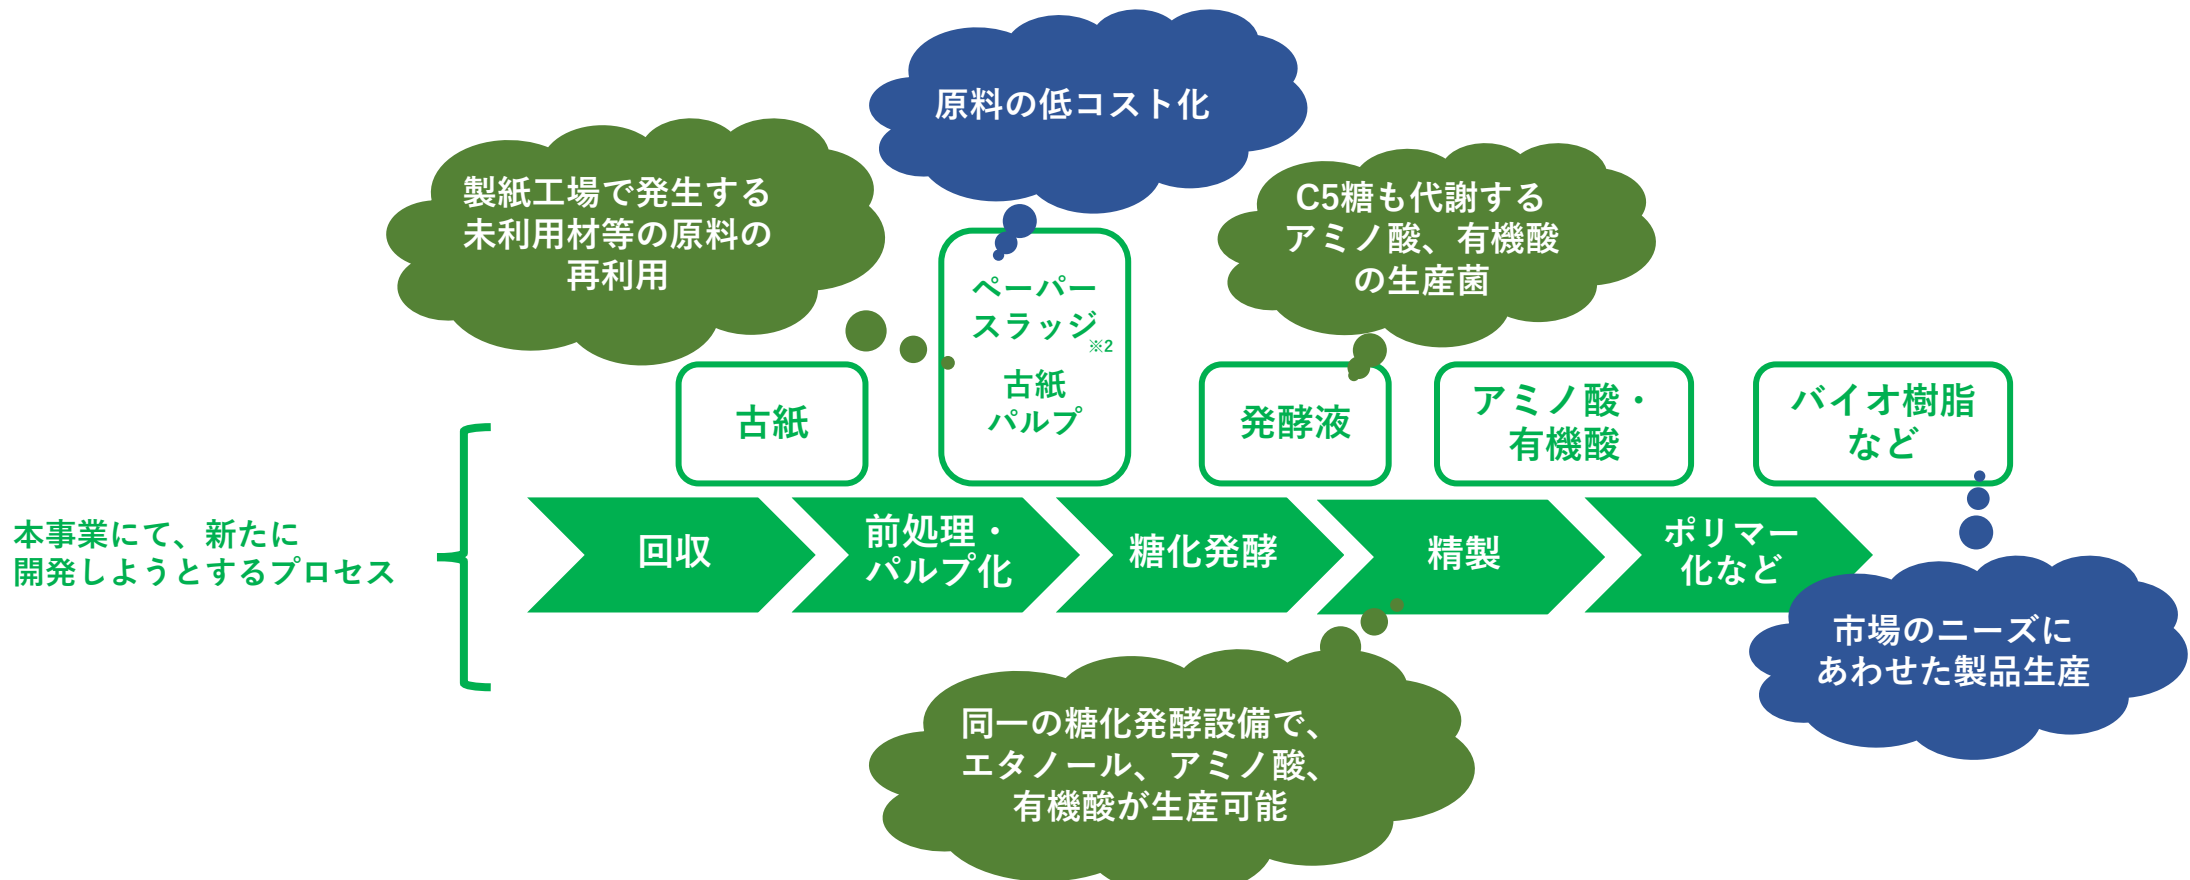 原料の低コスト化
製紙工場で発生する
未利用材等の原料の
再利用
C5糖も代謝する
アミノ酸、有機酸
の生産菌
ペーパー
スラッジ※2
古紙
パルプ
古紙
発酵液
アミノ酸・
有機酸
バイオ樹脂
など
本事業にて、新たに
開発しようとするプロセス
回収
前処理・
パルプ化
糖化発酵
精製
ポリマー
化など
市場のニーズに
あわせた製品生産
同一の糖化発酵設備で、
エタノール、アミノ酸、
有機酸が生産可能